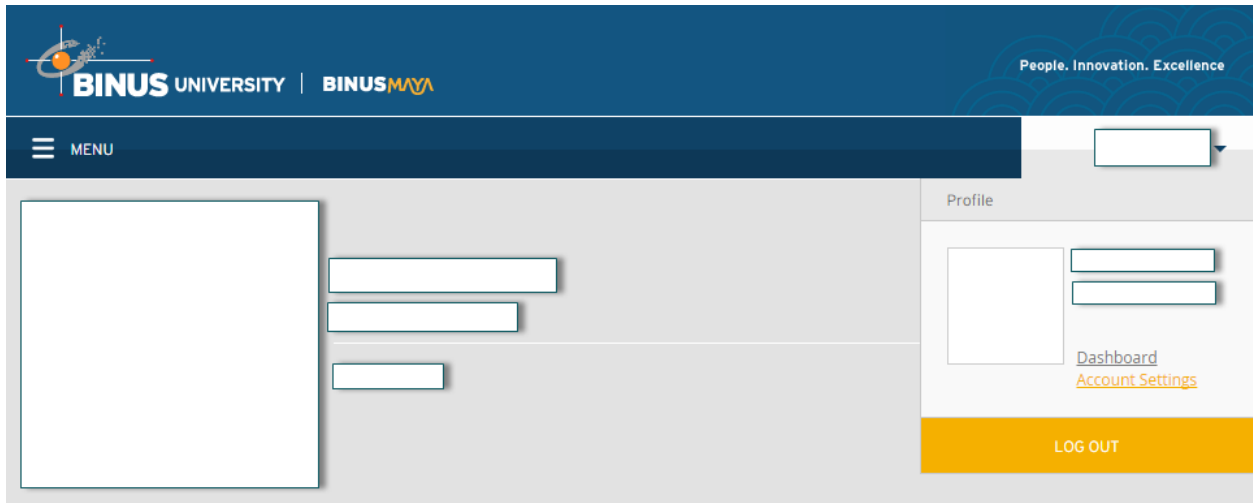 BINUS UNIVERSITY | BINUSMAYA
People. Innovation. Excellence
MENU
Profile
Dashboard
Account Settings
LOG OUT